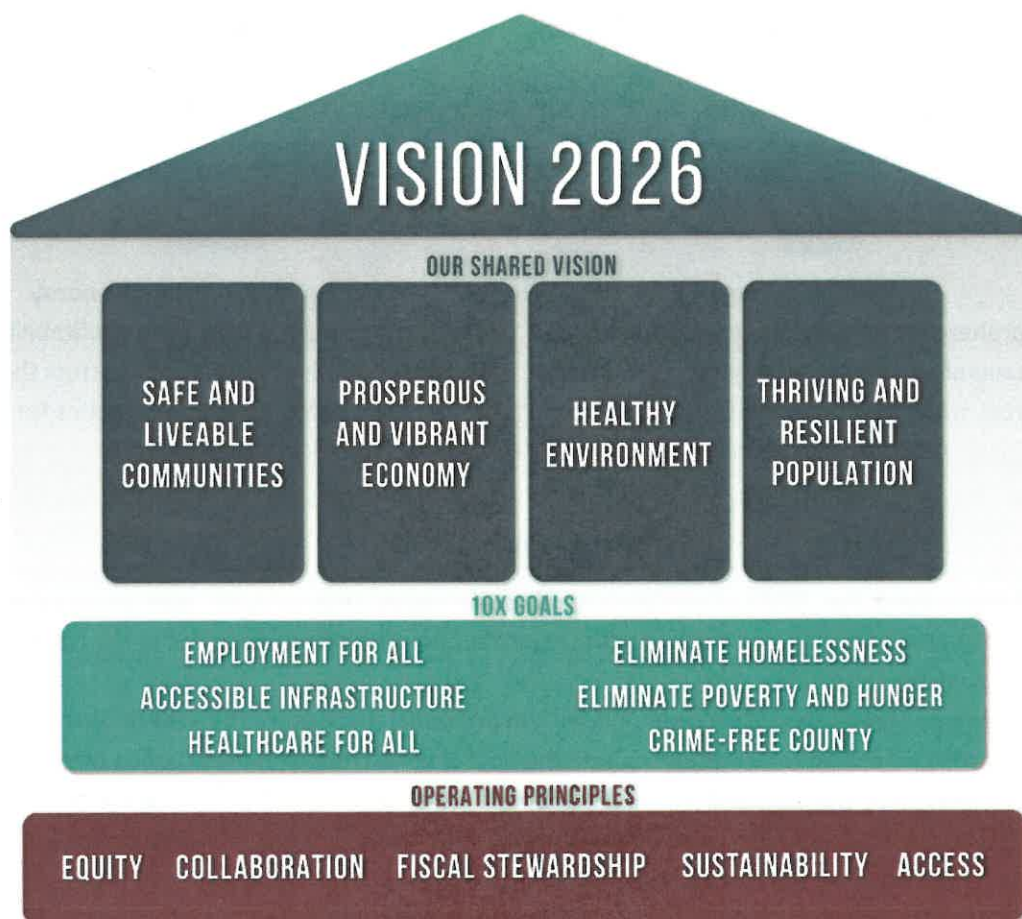 VISION 2026
OUR SHARED VISION
SAFE AND
LIVEABLE
COMMUNITIES
PROSPEROUS
AND VIBRANT
ECONOMY
HEALTHY
ENVIRONMENT
THRIVING AND
RESILIENT
POPULATION
10X GOALS
EMPLOYMENT FOR ALL
ACCESSIBLE INFRASTRUCTURE
HEALTHCARE FOR ALL
ELIMINATE HOMELESSNESS
ELIMINATE POVERTY AND HUNGER
CRIME-FREE COUNTY
OPERATING PRINCIPLES
EQUITY COLLABORATION FISCAL STEWARDSHIP SUSTAINABILITY ACCESS